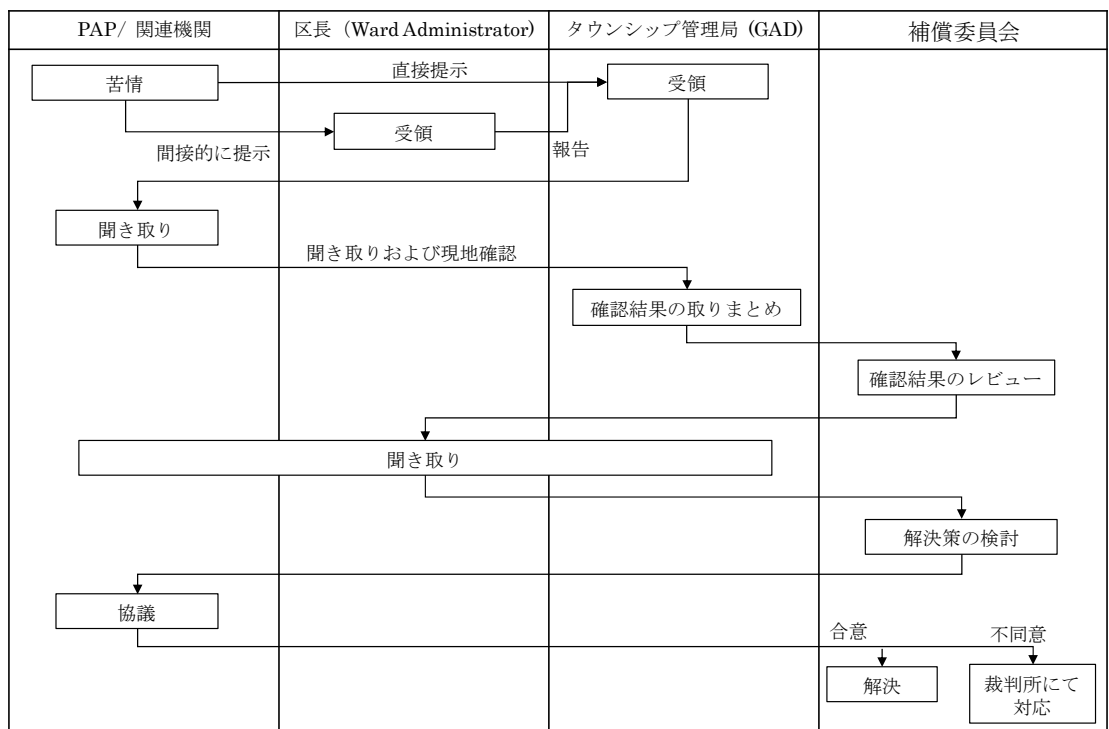 PAP/ 関連機関
区長（Ward Administrator)
タウンシップ管理局 (GAD)
補償委員会
直接提示
苦情
受領
受領
間接的に提示
報告
聞き取り
聞き取りおよび現地確認
確認結果の取りまとめ
確認結果のレビュー
聞き取り
解決策の検討
協議
合意
不同意
解決
裁判所にて
対応